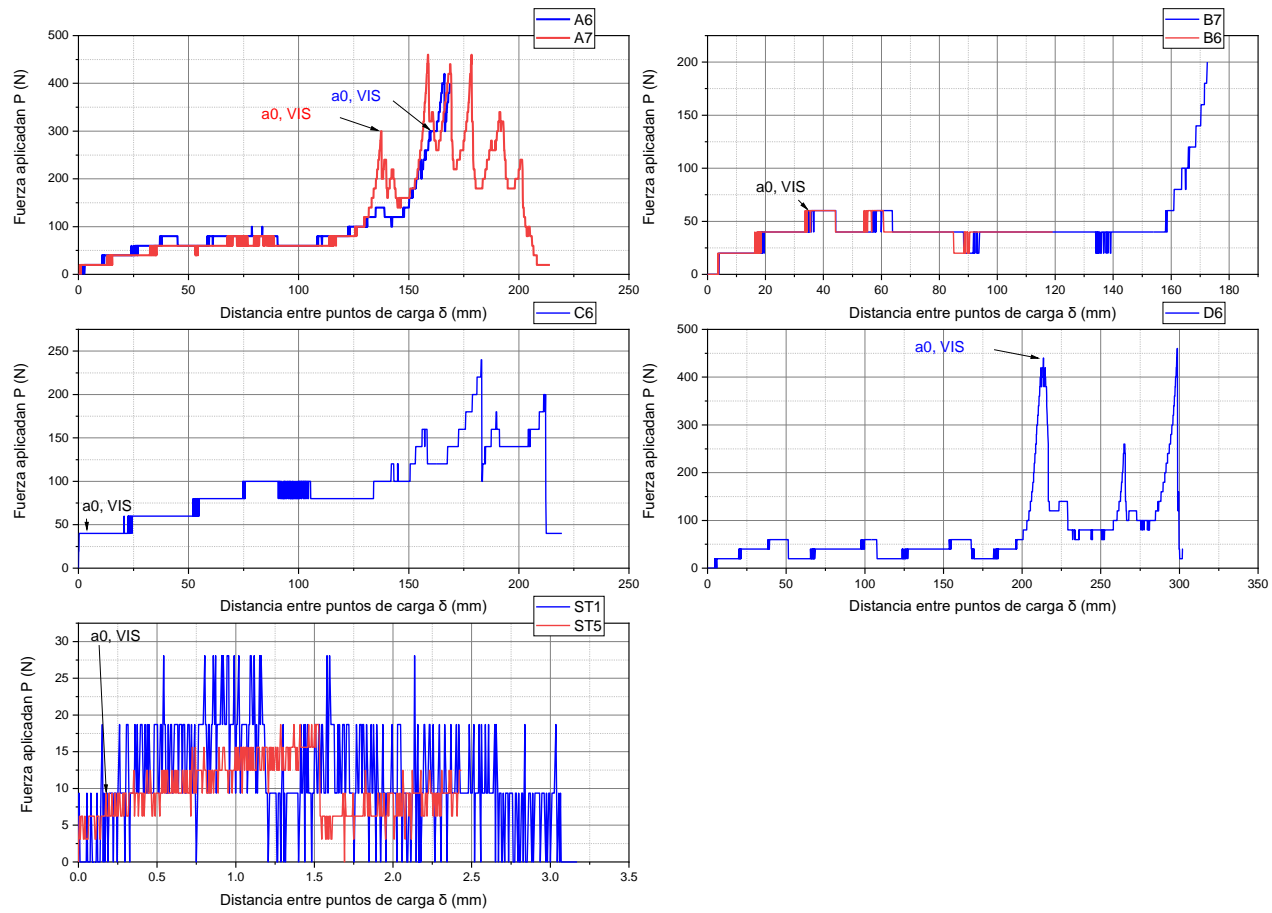 A6
A7
500
400
300
200
100
0
Fuerza aplicadan P (N)
a0, VIS
a0, VIS
0 50 100 150 200 250
Distancia entre puntos de carga δ (mm)
B7
B6
200
150
100
50
0
Fuerza aplicadan P (N)
a0, VIS
0 20 40 60 80 100 120 140 160 180
Distancia entre puntos de carga δ (mm)
C6
250
200
150
100
50
0
Fuerza aplicadan P (N)
a0, VIS
0 50 100 150 200 250
Distancia entre puntos de carga δ (mm)
D6
500
400
300
200
100
0
Fuerza aplicadan P (N)
a0, VIS
0 50 100 150 200 250 300 350
Distancia entre puntos de carga δ (mm)
ST1
ST5
30
25
20
15
10
5
0
Fuerza aplicadan P (N)
a0, VIS
0.0 0.5 1.0 1.5 2.0 2.5 3.0 3.5
Distancia entre puntos de carga δ (mm)